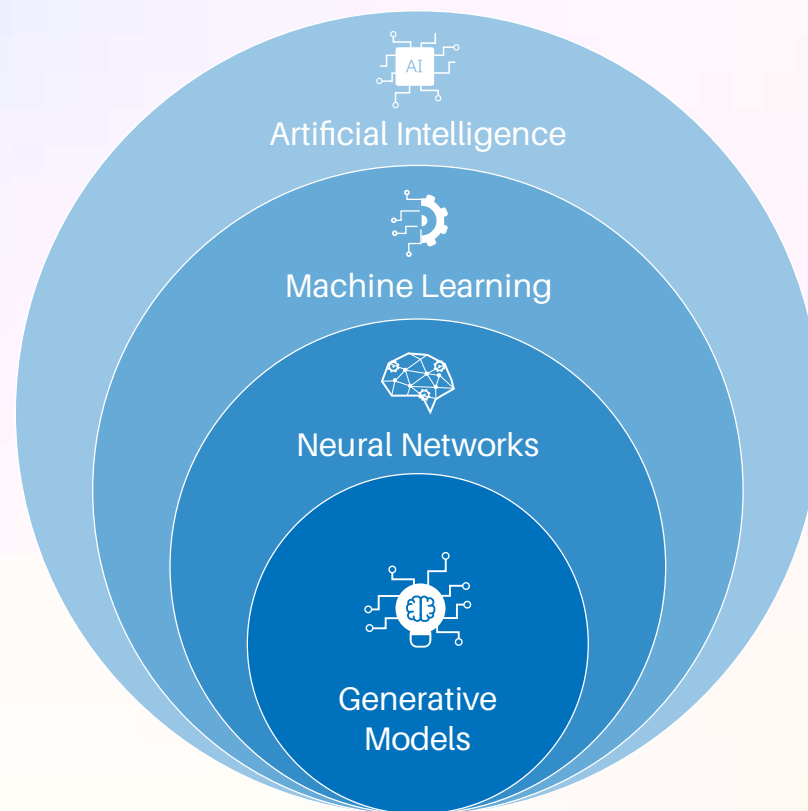 AI
Artificial Intelligence
Machine Learning
Neural Networks
Generative
Models